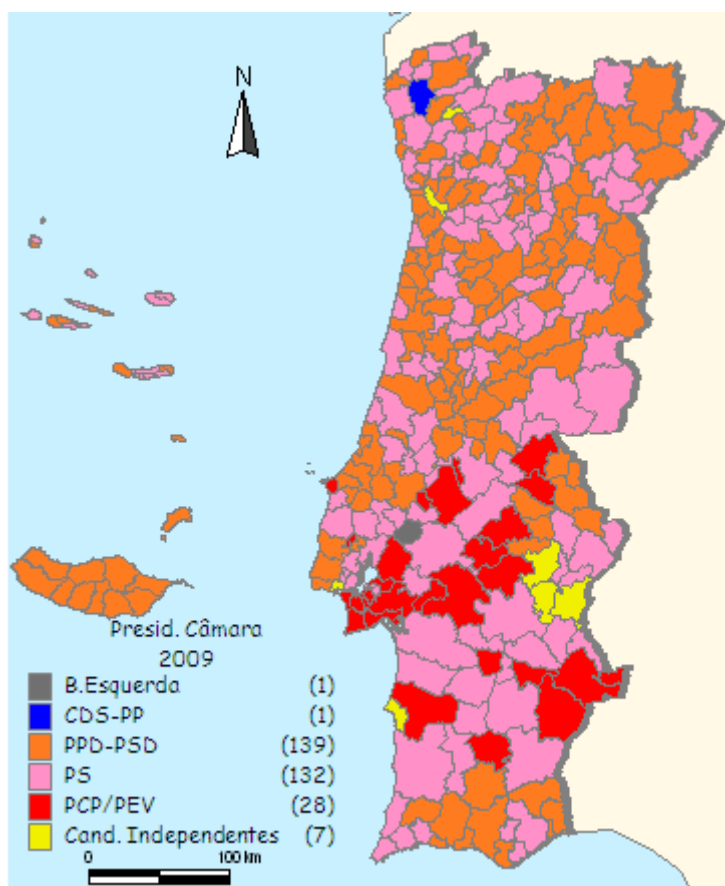 N
Presid. Câmara
2009
B.Esquerda (1)
CDS-PP (1)
PPD-PSD (139)
PS (132)
PCP/PEV (28)
Cand. Independentes (7)
0 100 km